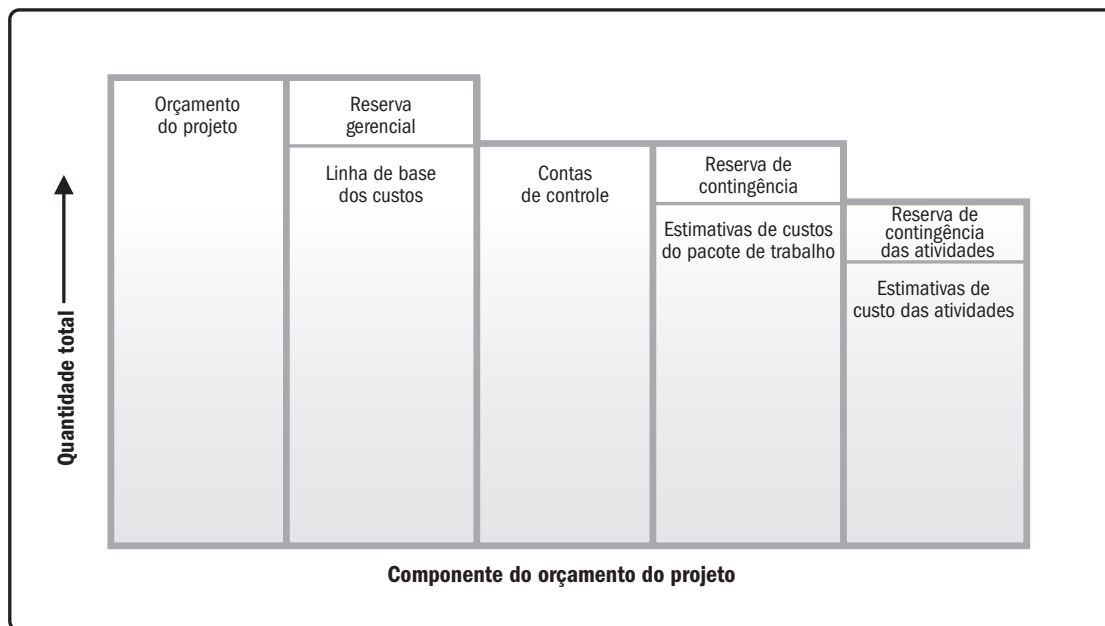 Orçamento
do projeto
Reserva
gerencial
Linha de base
dos custos
Contas
de controle
Reserva de
contingência
Estimativas de custos
do pacote de trabalho
Reserva de
contingência
das atividades
Estimativas de
custo das atividades
Quantidade total
Componente do orçamento do projeto